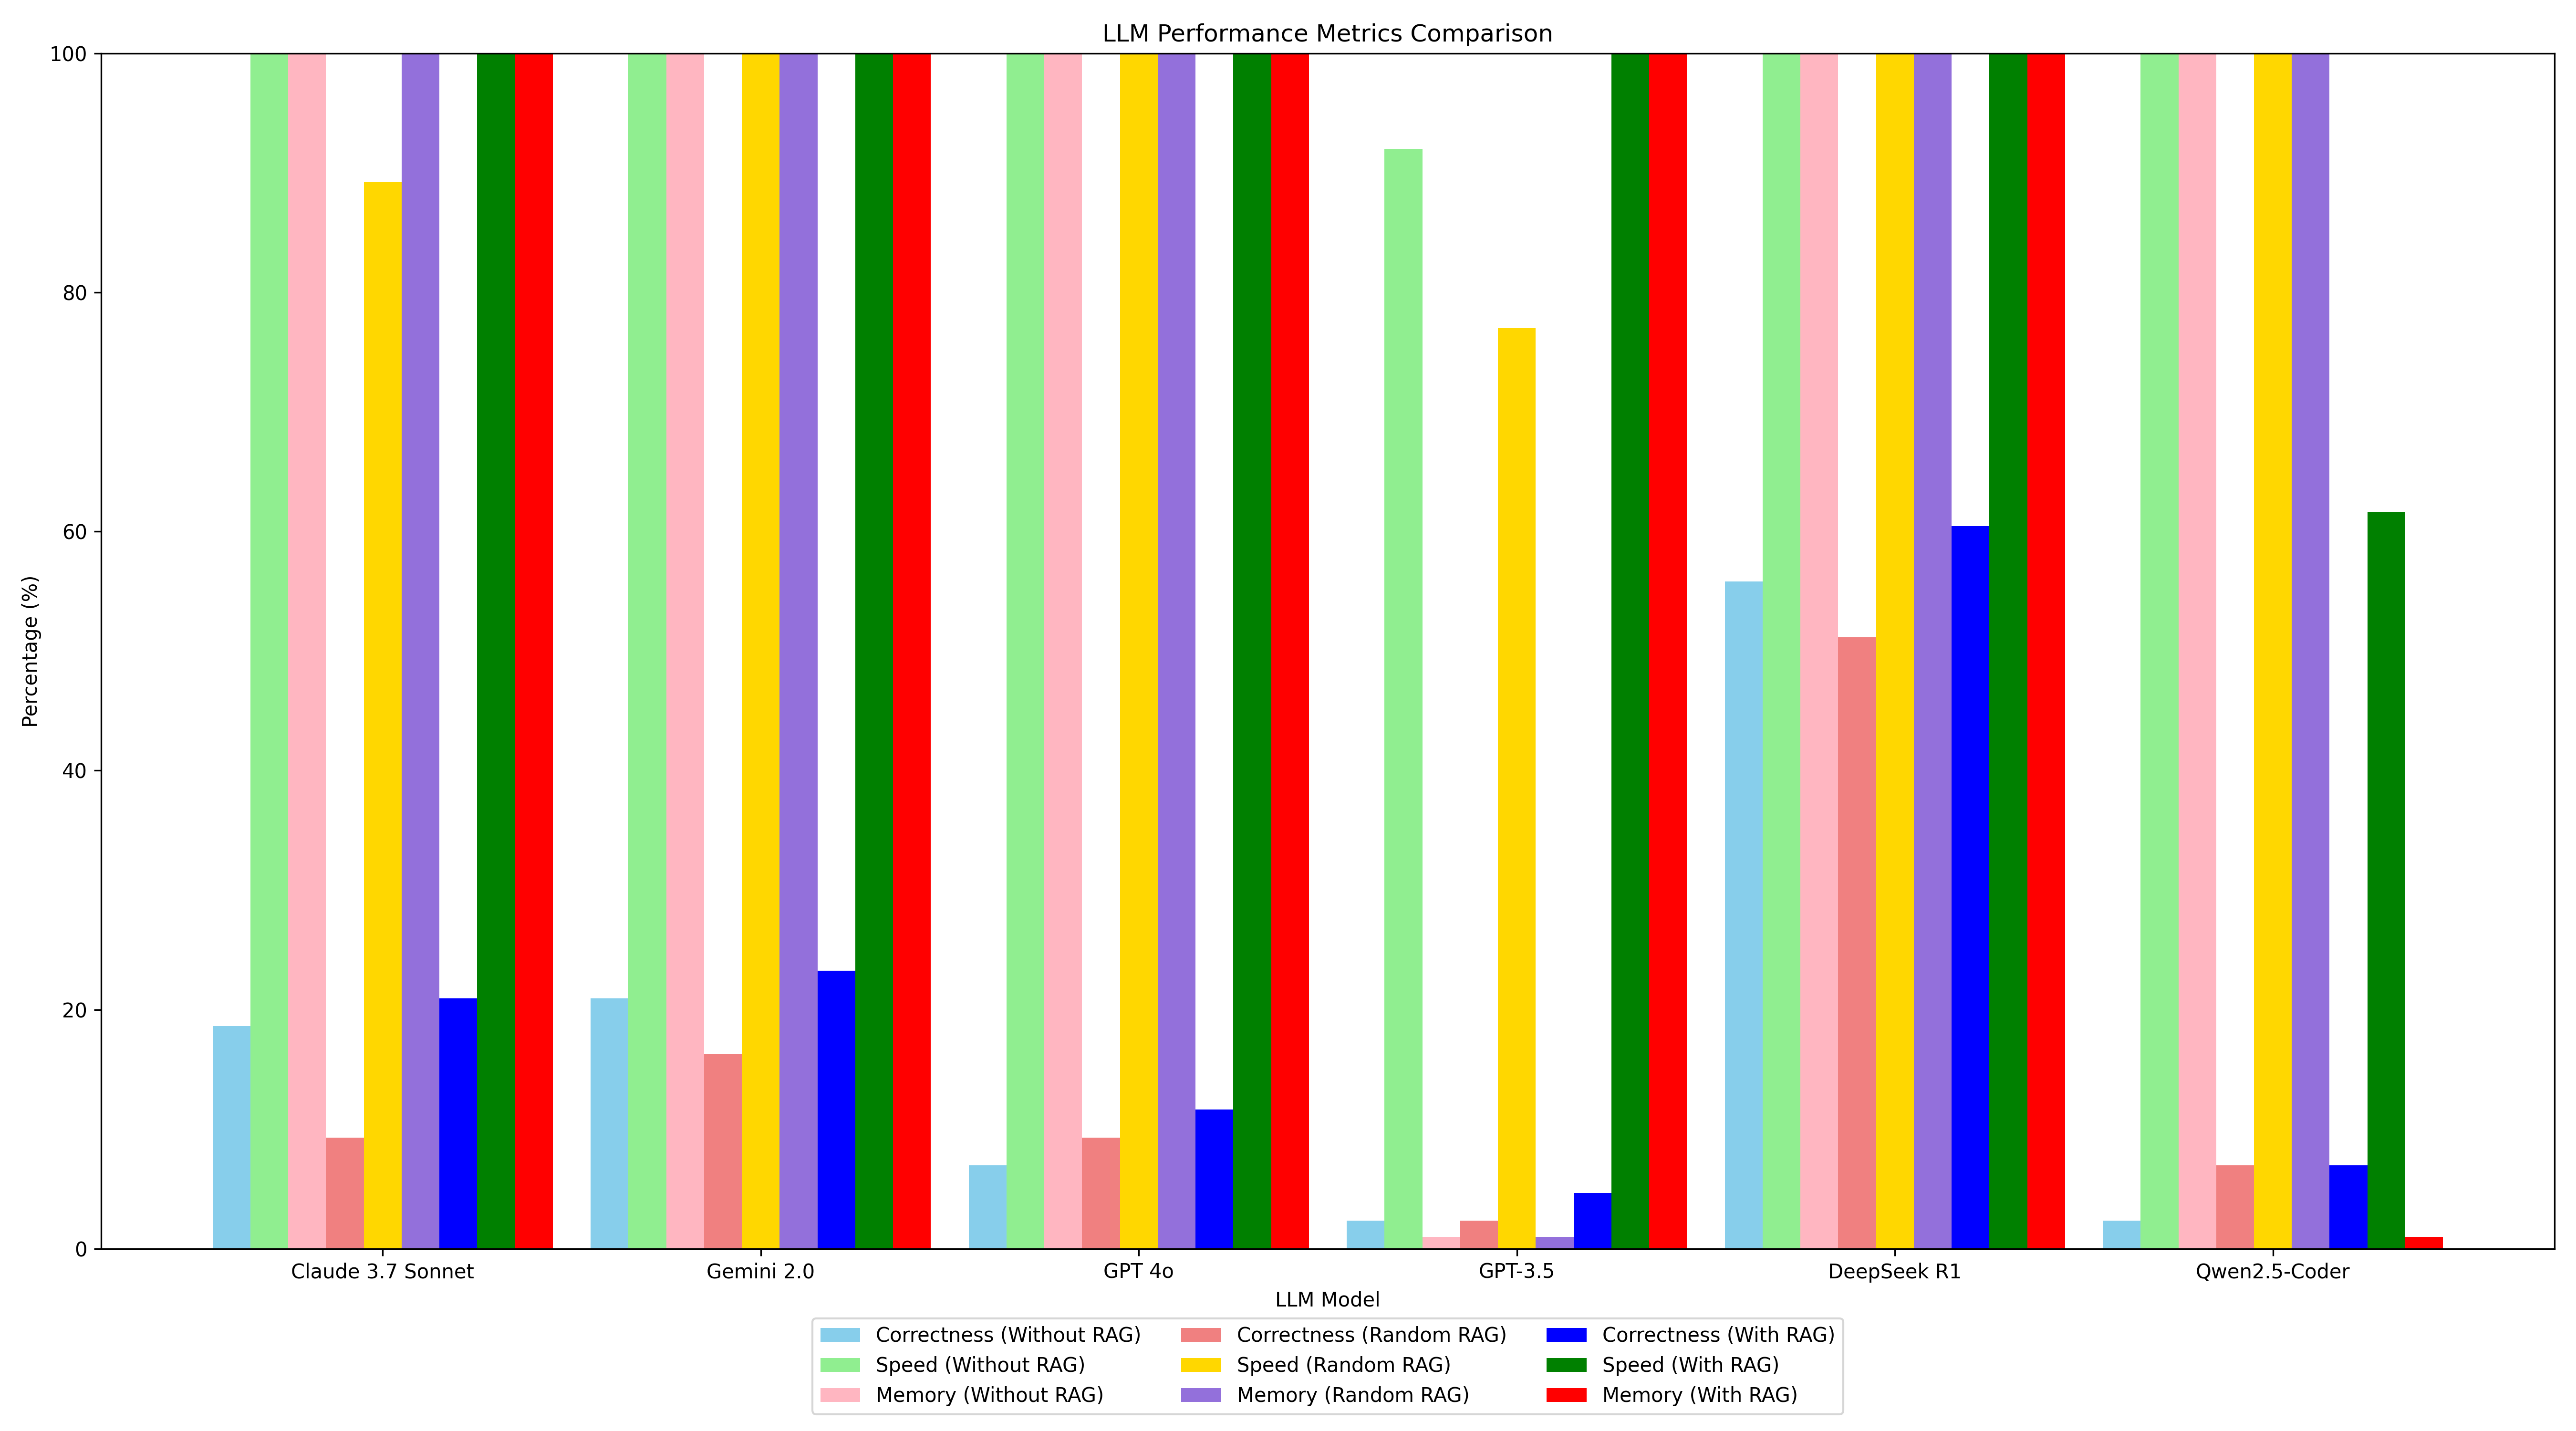 LLM Performance Metrics Comparison
100
80
60
40
20
0
Percentage (%)
Claude 3.7 Sonnet
Gemini 2.0
GPT 4o
GPT-3.5
DeepSeek R1
Qwen2.5-Coder
LLM Model
Correctness (Without RAG)
Speed (Without RAG)
Memory (Without RAG)
Correctness (Random RAG)
Speed (Random RAG)
Memory (Random RAG)
Correctness (With RAG)
Speed (With RAG)
Memory (With RAG)